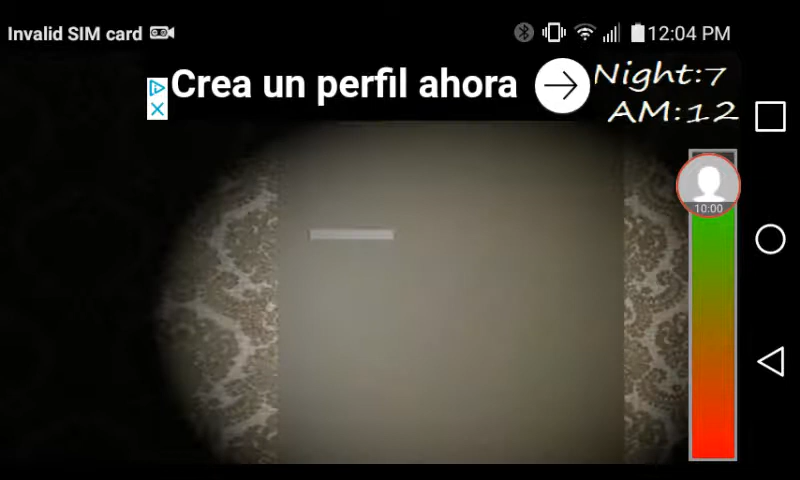 Invalid SIM card
12:04 PM
Crea un perfil ahora
Night:7
AM:12
10:00